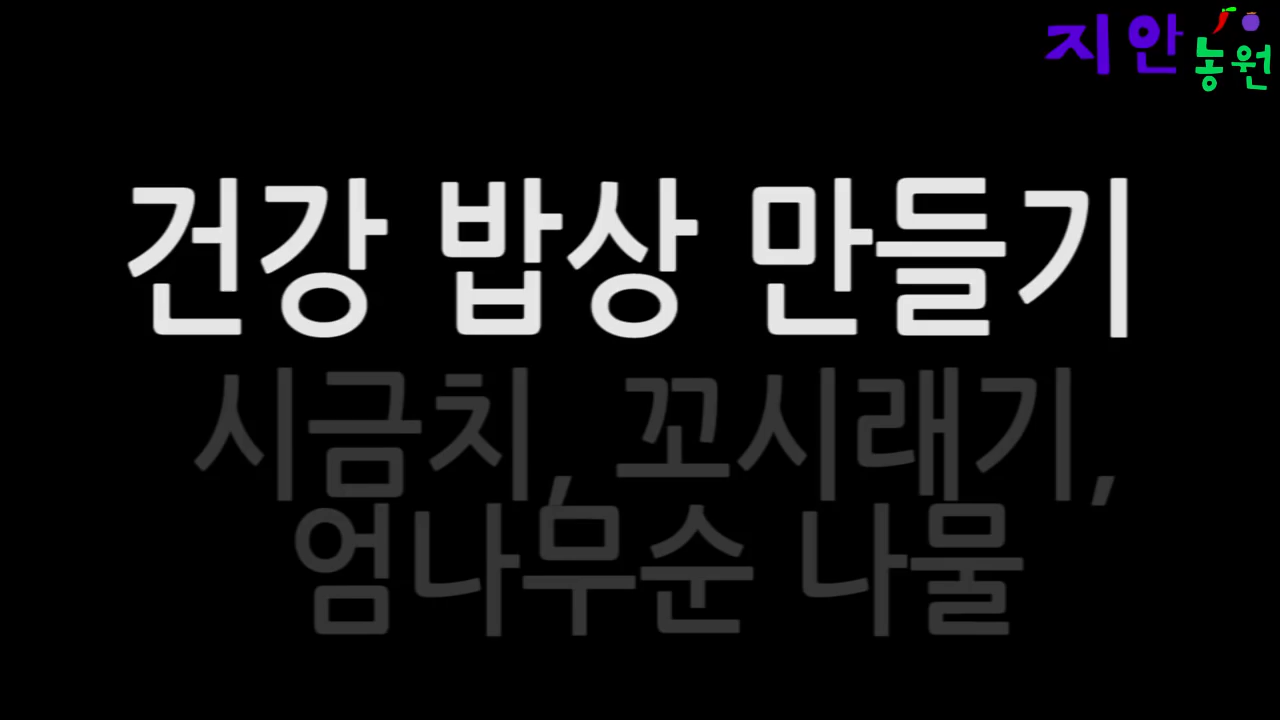 지안농원
건강 밥상 만들기
시금치, 꼬시래기,
엄나무순 나물